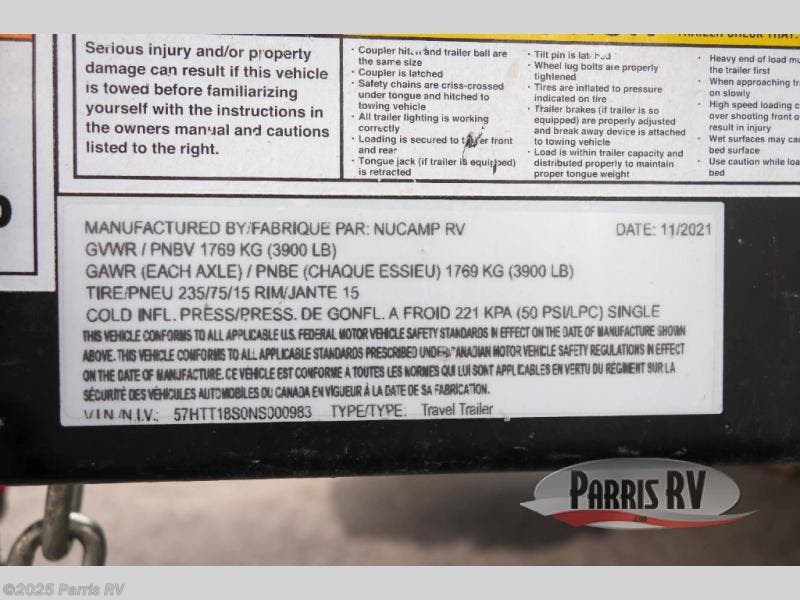 TRAILER CHECK THAT:
Serious injury and/or property
damage can result if this vehicle
is towed before familiarizing
yourself with the instructions in
the owners manual and cautions
listed to the right.
· Coupler hitch and trailer ball are
the same size
· Coupler is latched
· Safety chains are criss-crossed
under tongue and hitched to
towing vehicle
· All trailer lighting is working
correctly
· Loading is secured to trailer front
and rear
· Tongue jack (if trailer is equipped)
is retracted
· Tilt pin is latched
· Wheel lug bolts are properly
tightened
· Tires are inflated to pressure
indicated on tire
· Trailer brakes (if trailer is so
equipped) are properly adjusted
and break away device is attached
to towing vehicle
· Load is within trailer capacity and
distributed properly to maintain
proper tongue weight
· Heavy end of load
the trailer first
· When approaching
on slowly
· High speed loading
over shooting front
result in injury
· Wet surfaces may
bed surface
· Use caution while
bed
MANUFACTURED BY/FABRIQUE PAR: NUCAMP RV DATE: 11/2021
GVWR / PNBV 1769 KG (3900 LB)
GAWR (EACH AXLE) / PNBE (CHAQUE ESSIEU) 1769 KG (3900 LB)
TIRE/PNEU 235/75/15 RIM/JANTE 15
COLD INFL. PRESS/PRESS. DE GONFL. A FROID 221 KPA (50 PSI/LPC) SINGLE
THIS VEHICLE CONFORMS TO ALL APPLICABLE U.S. FEDERAL MOTOR VEHICLE SAFETY STANDARDS IN EFFECT ON THE DATE OF MANUFACTURE SHOWN
ABOVE. THIS VEHICLE CONFORMS TO ALL APPLICABLE STANDARDS PRESCRIBED UNDER CANADIAN MOTOR VEHICLE SAFETY REGULATIONS IN EFFECT
ON THE DATE OF MANUFACTURE. CE VEHICULE EST CONFORME A TOUTES LES NORMES QUI LUI SONT APPLICABLES EN VERTU DU RÉGIMENT SUR LA
SÉCURITÉ DES VÉHICULES AUTOMOBILES DU CANADA EN VIGUEUR À LA DATE DE SA FABRICATION.
V.I.N./N.I.V.: 57HTT18S0NS000983 TYPE/TYPE: Travel Trailer
PARRIS RV
©2025 Parris RV